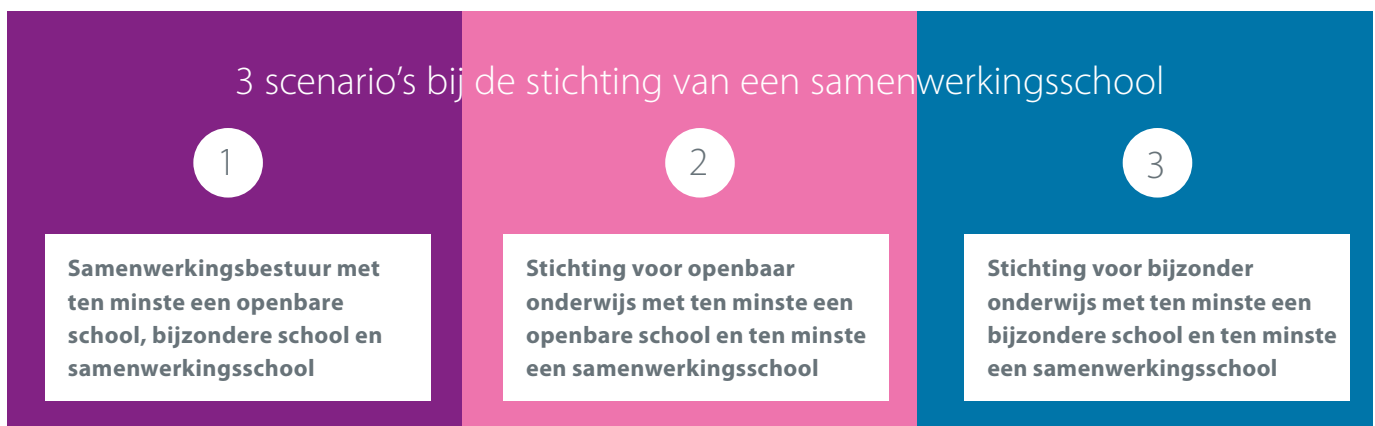 3 scenario’s bij de stichting van een samenwerkingsschool
1
Samenwerkingsbestuur met
ten minste een openbare
school, bijzondere school en
samenwerkingsschool
2
Stichting voor openbaar
onderwijs met ten minste een
openbare school en ten minste
een samenwerkingsschool
3
Stichting voor bijzonder
onderwijs met ten minste een
bijzondere school en ten minste
een samenwerkingsschool